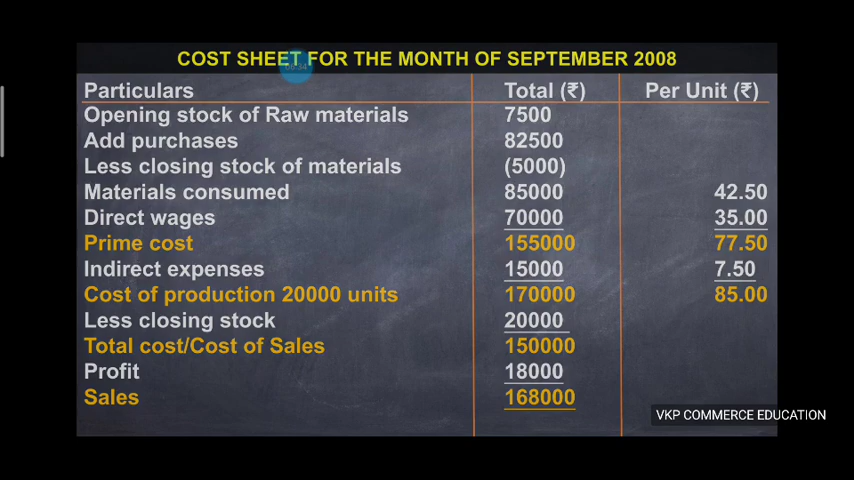 COST SHEET FOR THE MONTH OF SEPTEMBER 2008
Particulars Total (₹) Per Unit (₹)
Opening stock of Raw materials 7500
Add purchases 82500
Less closing stock of materials (5000)
Materials consumed 85000 42.50
Direct wages 70000 35.00
Prime cost 155000 77.50
Indirect expenses 15000 7.50
Cost of production 20000 units 170000 85.00
Less closing stock 20000
Total cost/Cost of Sales 150000
Profit 18000
Sales 168000
VKP COMMERCE EDUCATION